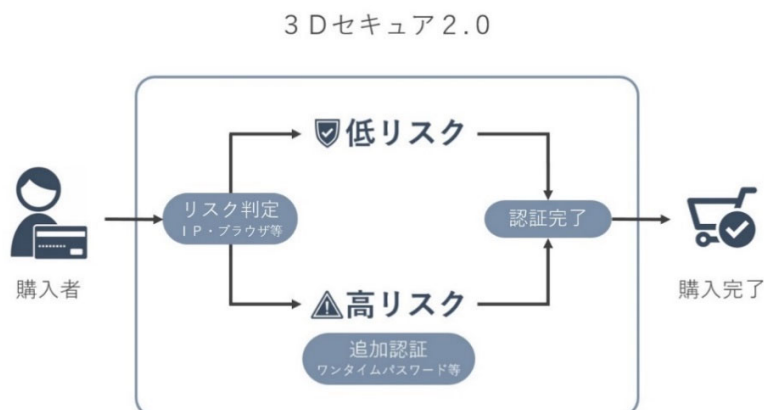 3Dセキュア2.0
低リスク
リスク判定
IP・ブラウザ等
認証完了
購入者
購入完了
高リスク
追加認証
ワンタイムパスワード等